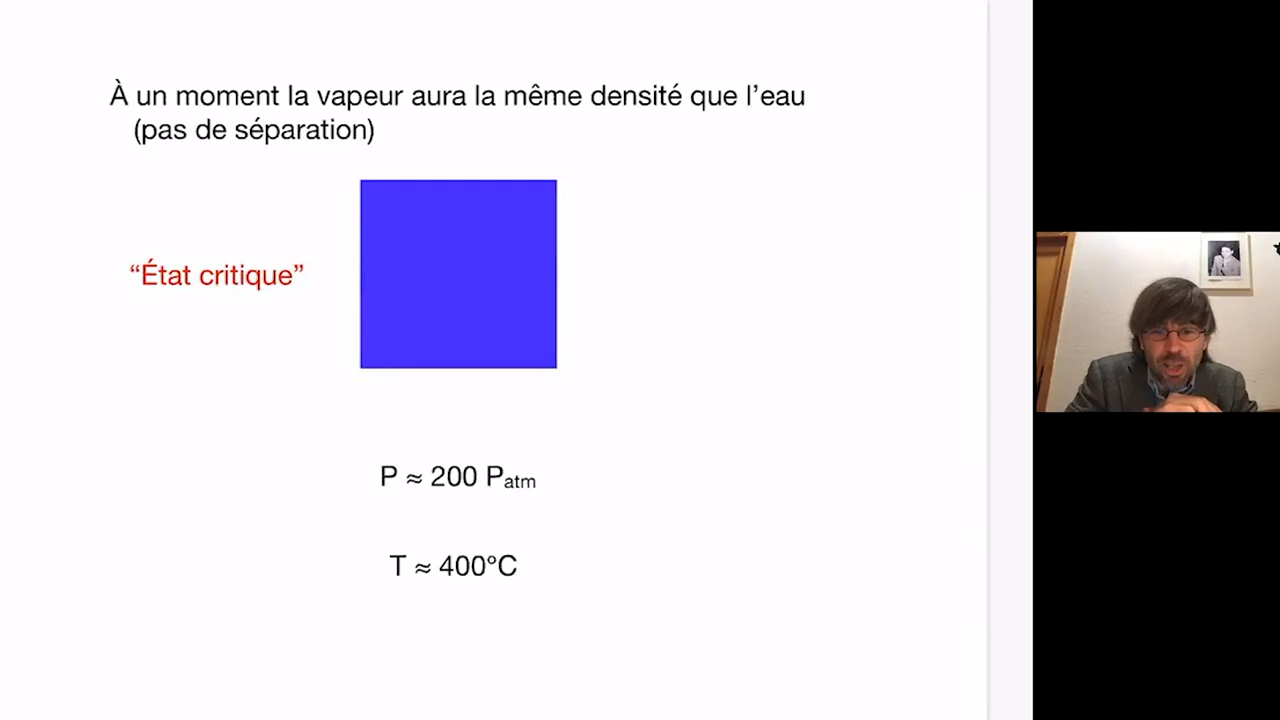 À un moment la vapeur aura la même densité que l’eau
(pas de séparation)
“État critique”
P ≈ 200 Patm
T ≈ 400°C